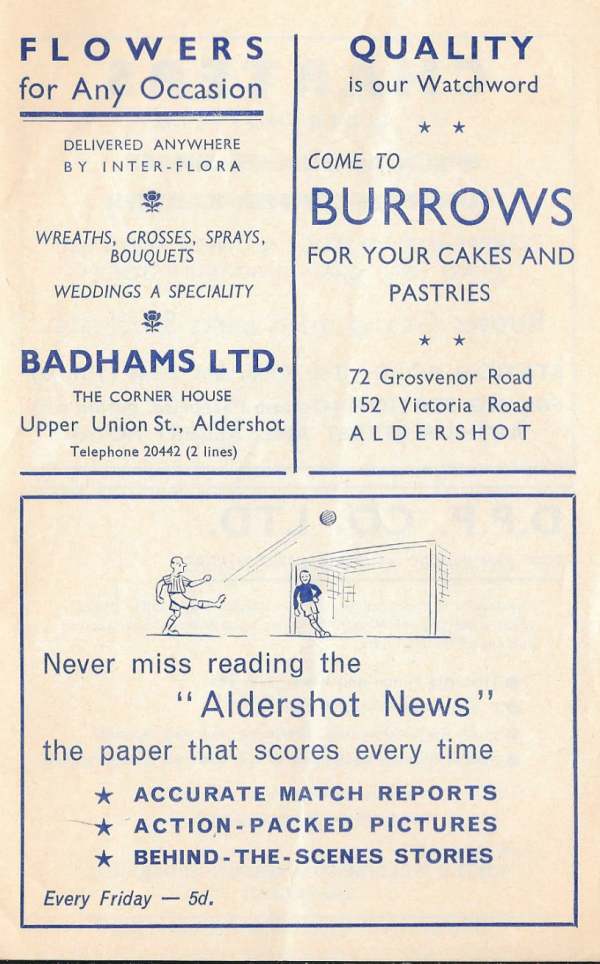 FLOWERS
for Any Occasion
DELIVERED ANYWHERE
BY INTER-FLORA
WREATHS, CROSSES, SPRAYS,
BOUQUETS
WEDDINGS A SPECIALITY
BADHAMS LTD.
THE CORNER HOUSE
Upper Union St., Aldershot
Telephone 20442 (2 lines)
QUALITY
is our Watchword
★ ★
COME TO
BURROWS
FOR YOUR CAKES AND
PASTRIES
★ ★
72 Grosvenor Road
152 Victoria Road
ALDERSHOT
Never miss reading the
"Aldershot News"
the paper that scores every time
★ ACCURATE MATCH REPORTS
★ ACTION-PACKED PICTURES
★ BEHIND-THE-SCENES STORIES
Every Friday — 5d.